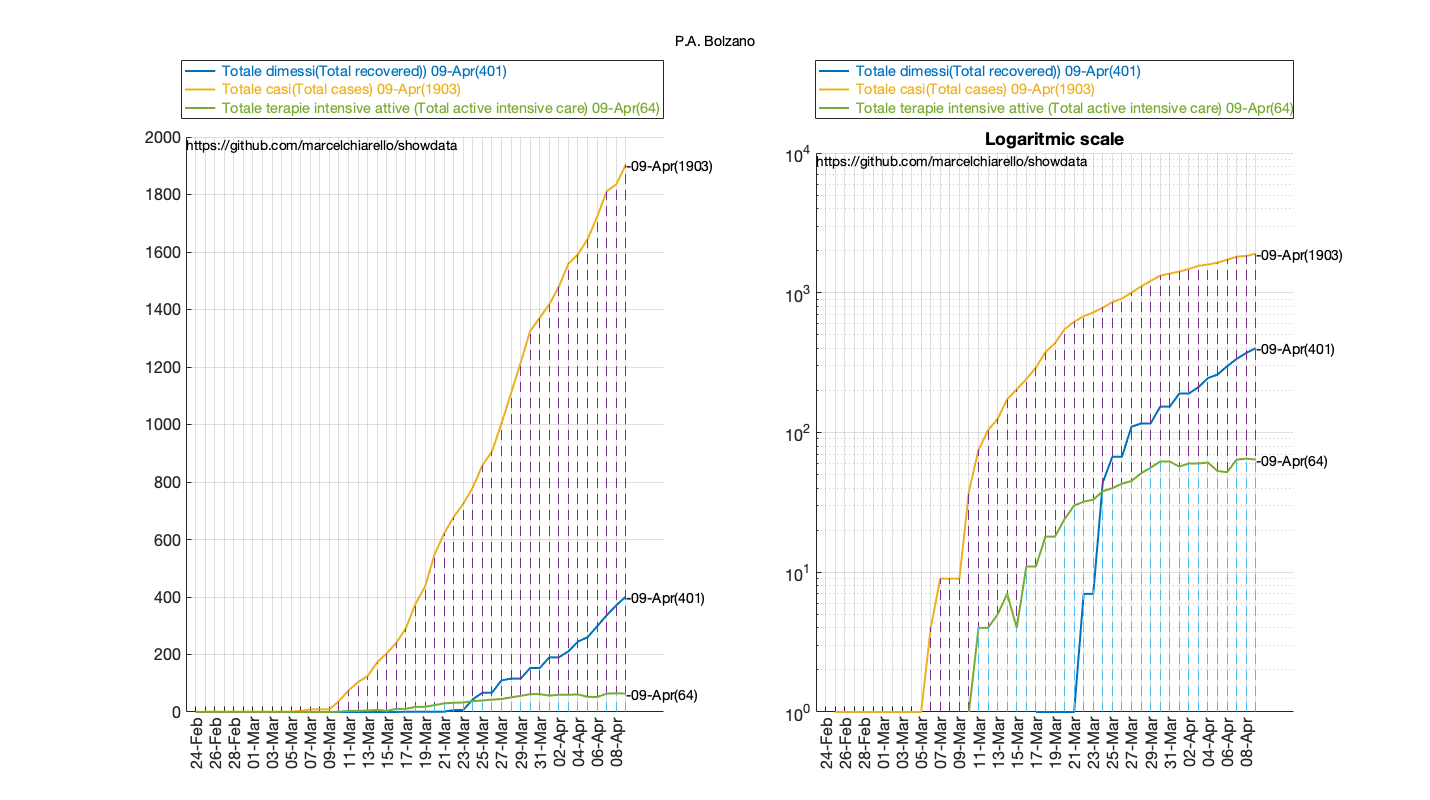 P.A. Bolzano
Totale dimessi(Total recovered)) 09-Apr(401)
Totale casi(Total cases) 09-Apr(1903)
Totale terapie intensive attive (Total active intensive care) 09-Apr(64)
https://github.com/marcelchiarello/showdata
2000
1800
1600
1400
1200
1000
800
600
400
200
0
-09-Apr(1903)
-09-Apr(401)
-09-Apr(64)
24-Feb
26-Feb
28-Feb
01-Mar
03-Mar
05-Mar
07-Mar
09-Mar
11-Mar
13-Mar
15-Mar
17-Mar
19-Mar
21-Mar
23-Mar
25-Mar
27-Mar
29-Mar
31-Mar
02-Apr
04-Apr
06-Apr
08-Apr
Totale dimessi(Total recovered)) 09-Apr(401)
Totale casi(Total cases) 09-Apr(1903)
Totale terapie intensive attive (Total active intensive care) 09-Apr(64)
Logaritmic scale
https://github.com/marcelchiarello/showdata
10^4
10^3
10^2
10^1
10^0
-09-Apr(1903)
-09-Apr(401)
-09-Apr(64)
24-Feb
26-Feb
28-Feb
01-Mar
03-Mar
05-Mar
07-Mar
09-Mar
11-Mar
13-Mar
15-Mar
17-Mar
19-Mar
21-Mar
23-Mar
25-Mar
27-Mar
29-Mar
31-Mar
02-Apr
04-Apr
06-Apr
08-Apr